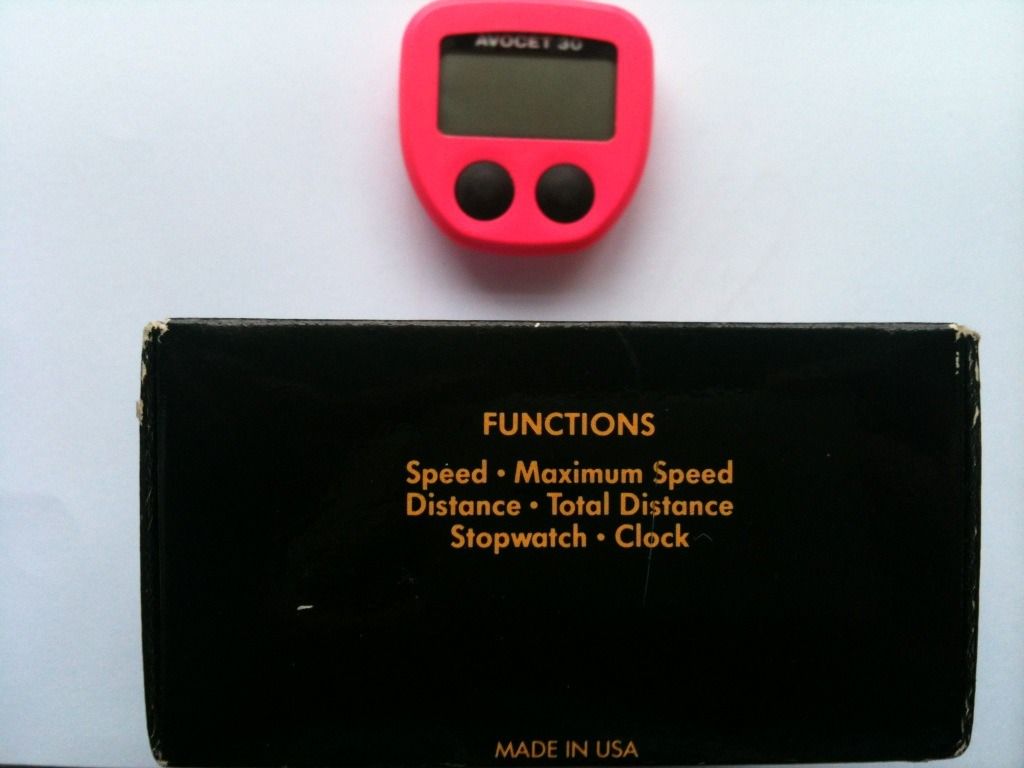 AVOCET 30
FUNCTIONS
Speed • Maximum Speed
Distance • Total Distance
Stopwatch • Clock
MADE IN USA